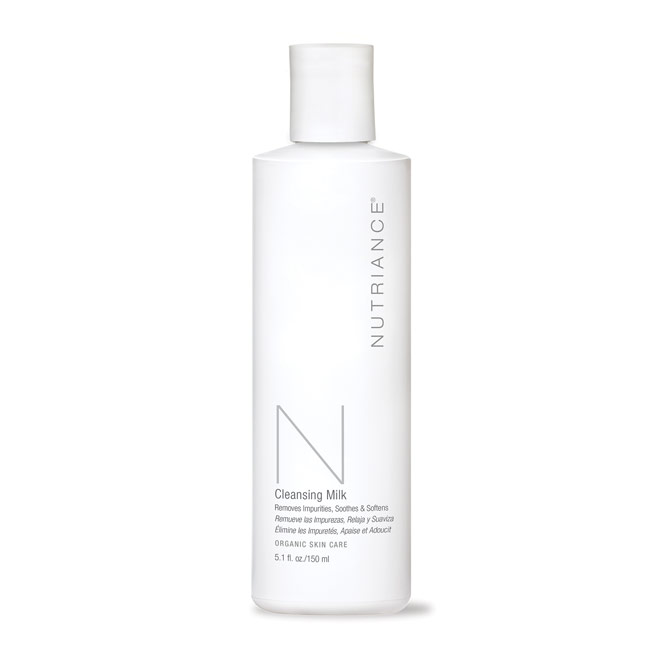 NUTRIANCE®
N
Cleansing Milk
Removes Impurities, Soothes & Softens
Remueve las Impurezas, Relaja y Suaviza
Élimine les Impuretés, Apaise et Adoucit
ORGANIC SKIN CARE
5.1 fl. oz./150 ml